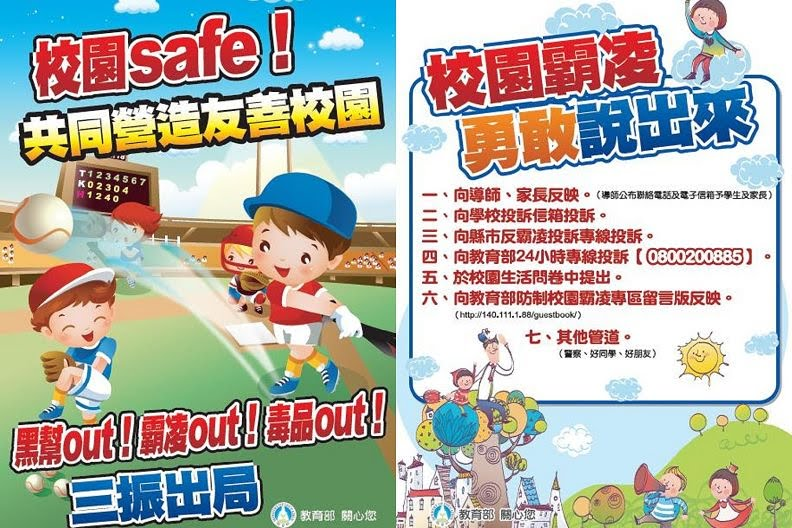 校園safe！
共同營造友善校園
T 1234567
K 02304
H 1240
黑幫out！霸凌out！毒品out！
三振出局
教育部 關心您
校園霸凌
勇敢說出來
一、向導師、家長反映。（導師公布聯絡電話及電子信箱予學生及家長）
二、向學校投訴信箱投訴。
三、向縣市反霸凌投訴專線投訴。
四、向教育部24小時專線投訴【0800200885】。
五、於校園生活問卷中提出。
六、向教育部防制校園霸凌專區留言版反映。
（http://140.111.1.88/guestbook/）
七、其他管道。
（警察、好同學、好朋友）
教育部 關心您